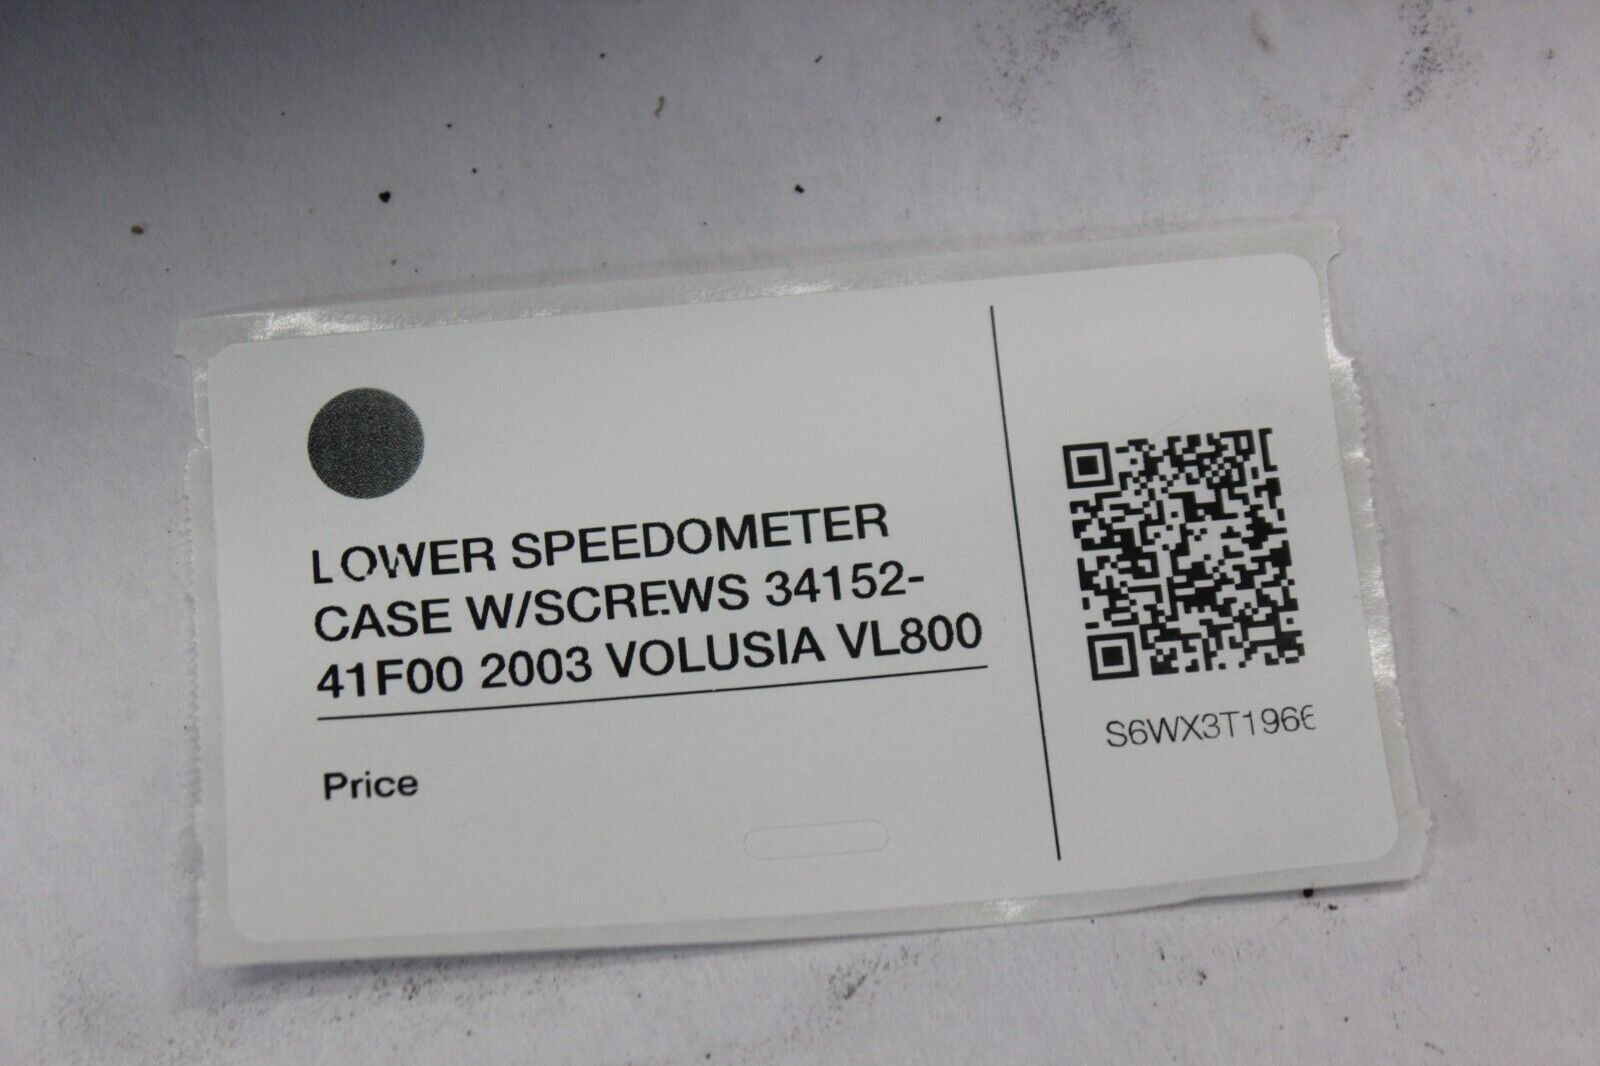 LOWER SPEEDOMETER
CASE W/SCREWS 34152-
41F00 2003 VOLUSIA VL800
Price
S6WX3T1966